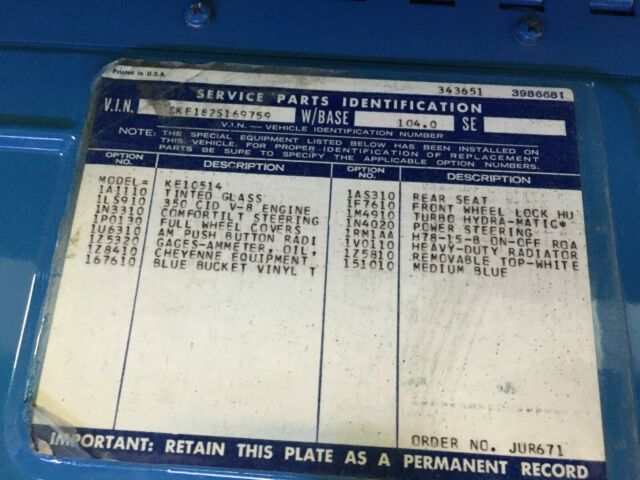 Printed in U.S.A.
343651 3986681
SERVICE PARTS IDENTIFICATION
V.I.N. CKE182S169759 W/BASE 104.0 SE
V.I.N. — VEHICLE IDENTIFICATION NUMBER
NOTE: THE SPECIAL EQUIPMENT LISTED BELOW HAS BEEN INSTALLED ON
THIS VEHICLE. FOR PROPER IDENTIFICATION OF REPLACEMENT
PARTS BE SURE TO SPECIFY THE APPLICABLE OPTION NUMBERS.
OPTION NO. DESCRIPTION OPTION NO. DESCRIPTION
MODEL= KE10514 1AS310 REAR SEAT
1A1110 TINTED GLASS 1F7610 FRONT WHEEL LOCK HU
1LS910 350 CID V-8 ENGINE 1M4910 TURBO HYDRA-MATIC*
1N3310 COMFORTILT STEERING 1N4020 POWER STEERING
1P0130 FULL WHEEL COVERS 1RM1AA H78-15-B ON-OFF ROA
1U6310 AM PUSH BUTTON RADI 1V0110 HEAVY-DUTY RADIATOR
1Z5320 GAGES-AMMETER, OIL, 1Z5810 REMOVABLE TOP-WHITE
1Z8410 CHEYENNE EQUIPMENT 151010 MEDIUM BLUE
167610 BLUE BUCKET VINYL T
ORDER NO. JUR671
IMPORTANT: RETAIN THIS PLATE AS A PERMANENT RECORD